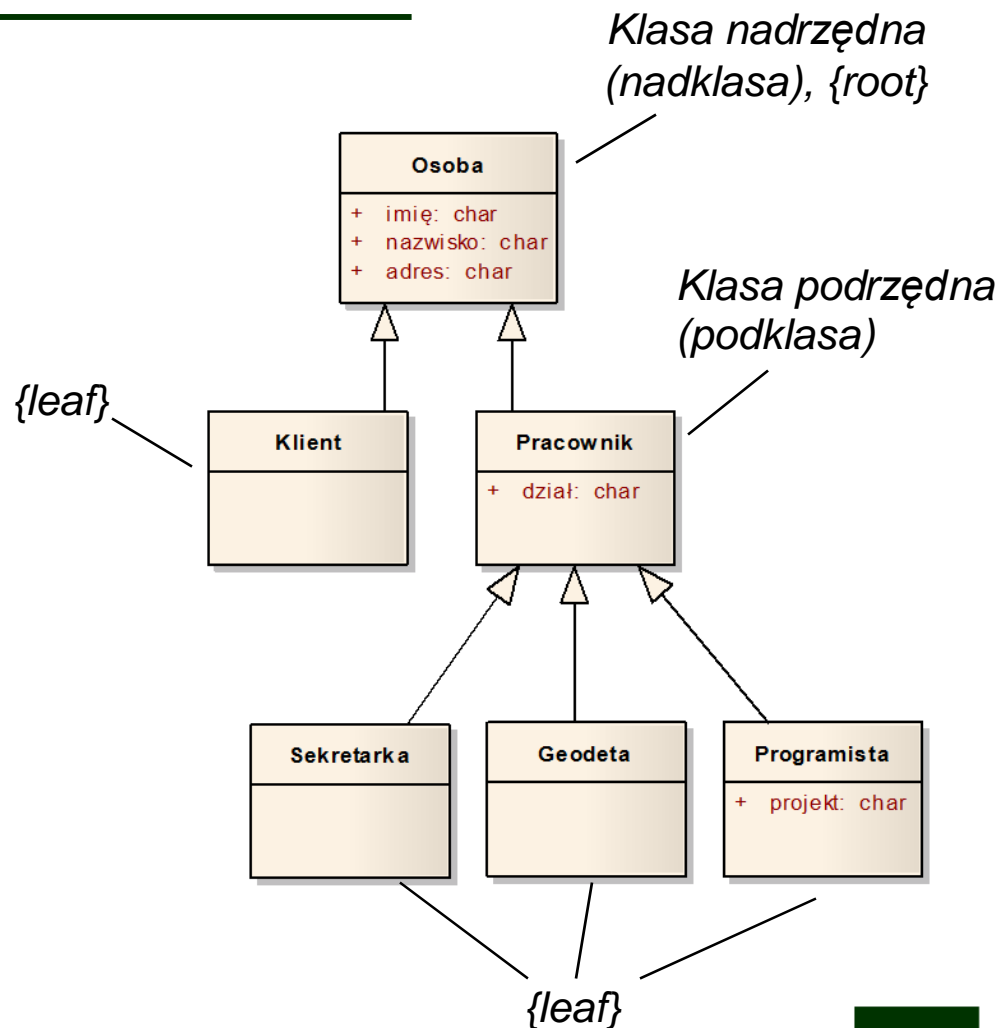 Klasa nadrzędna
(nadklasa), {root}
Osoba
+ imię: char
+ nazwisko: char
+ adres: char
Klasa podrzędna
(podklasa)
{leaf}
Klient
Pracownik
+ dział: char
Sekretarka
Geodeta
Programista
+ projekt: char
{leaf}